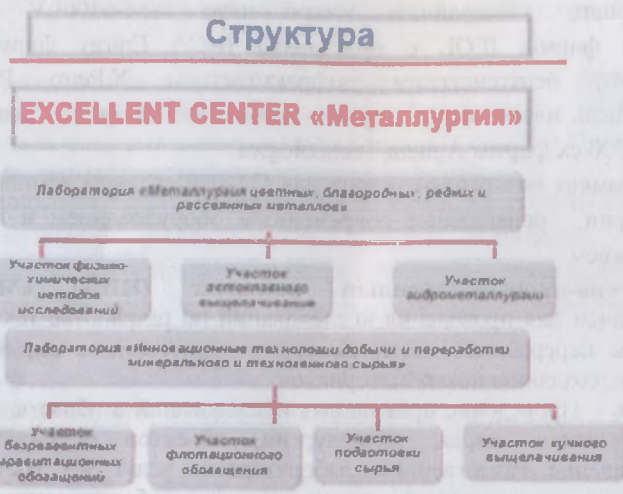 Структура
EXCELLENT CENTER «Металлургия»
Лаборатория «Металлургия цветных, благородных, редких и
рассеянных металлов»
Участок физико-
химических
методов
исследований
Участок
автоклавного
выщелачивания
Участок
гидрометаллургии
Лаборатория «Инновационные технологии добычи и переработки
минерального и техногенного сырья»
Участок
безреагентных
гравитационных
обогащений
Участок
флотационного
обогащения
Участок
подготовки
сырья
Участок кучного
выщелачивания